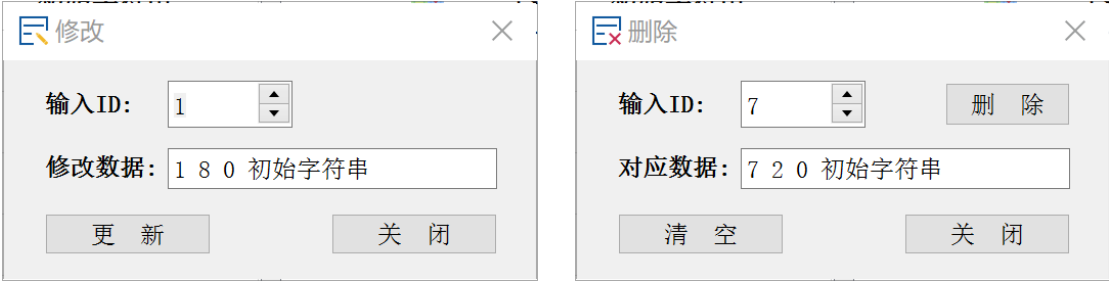 修改
输入ID: 1
修改数据: 1 8 0 初始字符串
更 新 关 闭
删除
输入ID: 7 删 除
对应数据: 7 2 0 初始字符串
清 空 关 闭